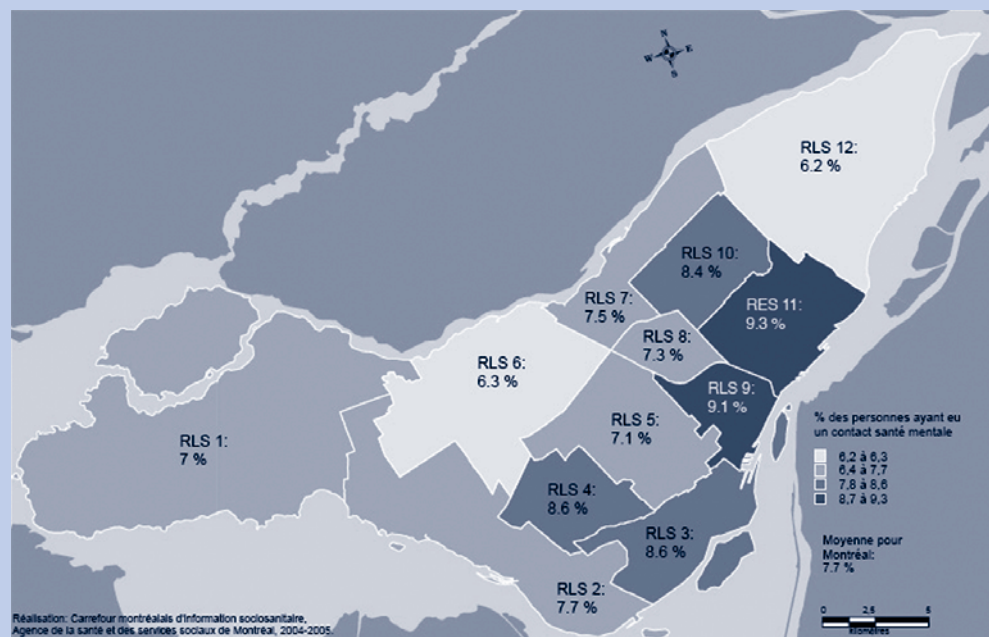 N
W E
S
RLS 12:
6.2 %
RLS 10:
8.4 %
RLS 7:
7.5 %
RES 11:
9.3 %
RLS 8:
7.3 %
RLS 6:
6.3 %
RLS 9:
9.1 %
RLS 5:
7.1 %
RLS 1:
7 %
RLS 4:
8.6 %
RLS 3:
8.6 %
RLS 2:
7.7 %
% des personnes ayant eu
un contact santé mentale
6,2 à 6,3
6,4 à 7,7
7,8 à 8,6
8,7 à 9,3
Moyenne pour
Montréal:
7.7 %
0 2.5 5
kilomètres
Réalisation: Carrefour montréalais d'information sociosanitaire,
Agence de la santé et des services sociaux de Montréal, 2004-2005.